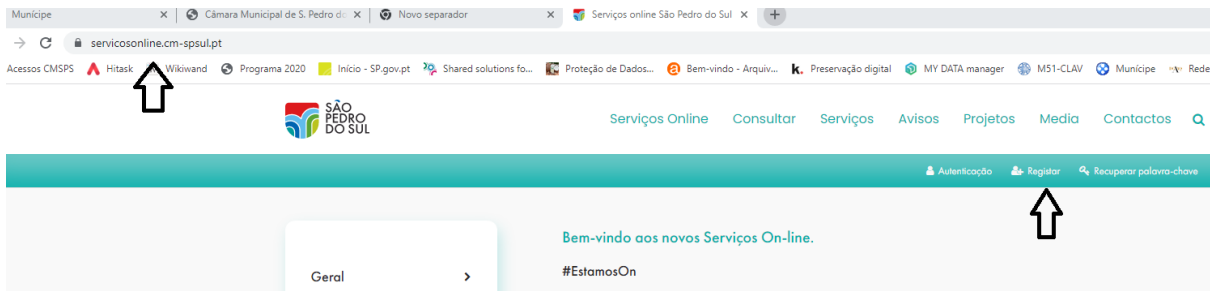 Munícipe
Câmara Municipal de S. Pedro do
Novo separador
Serviços online São Pedro do Sul
servicosonline.cm-spsul.pt
Acessos CMSPS Hitask Wikiwand Programa 2020 Início - SP.gov.pt Shared solutions fo... Proteção de Dados... Bem-vindo - Arquiv... Preservação digital MY DATA manager M51-CLAV Munícipe Rede
SÃO
PEDRO
DO SUL
Serviços Online Consultar Serviços Avisos Projetos Media Contactos
Autenticação Registar Recuperar palavra-chave
Bem-vindo aos novos Serviços On-line.
Geral
#EstamosOn